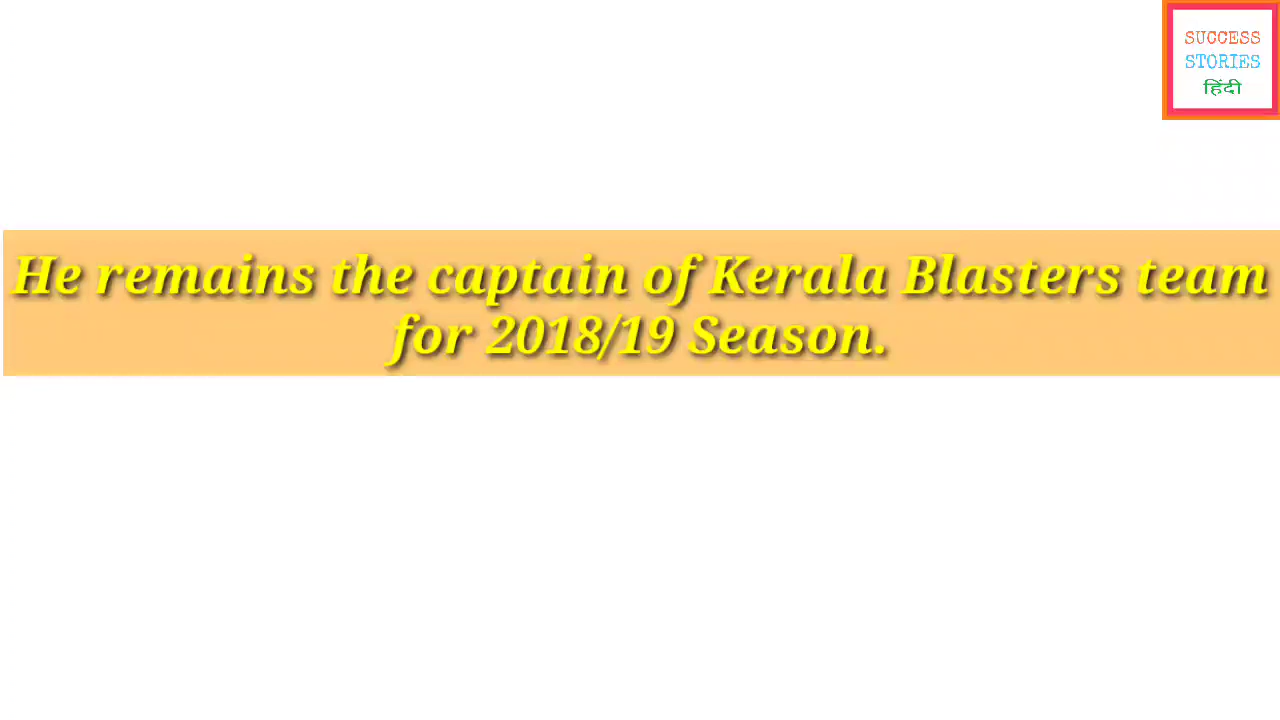 SUCCESS
STORIES
हिंदी
He remains the captain of Kerala Blasters team
for 2018/19 Season.